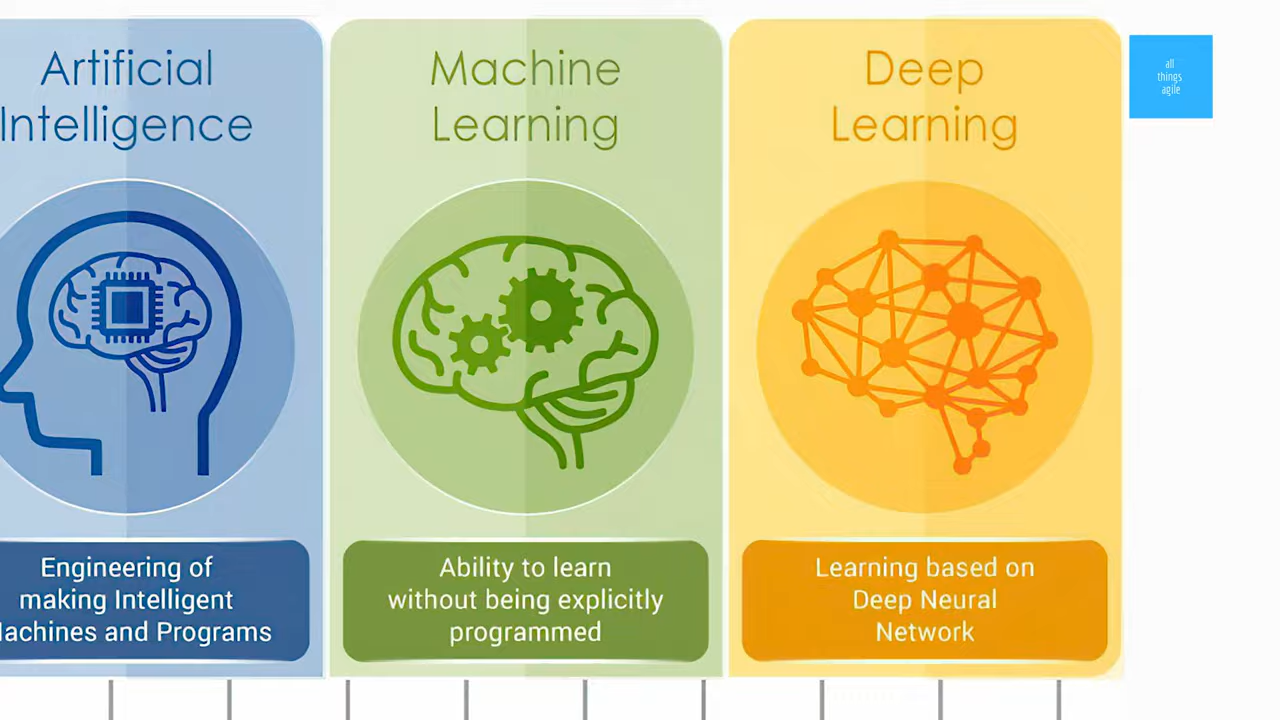 Artificial
Intelligence
Engineering of
making Intelligent
Machines and Programs
Machine
Learning
Ability to learn
without being explicitly
programmed
Deep
Learning
Learning based on
Deep Neural
Network
all
things
agile